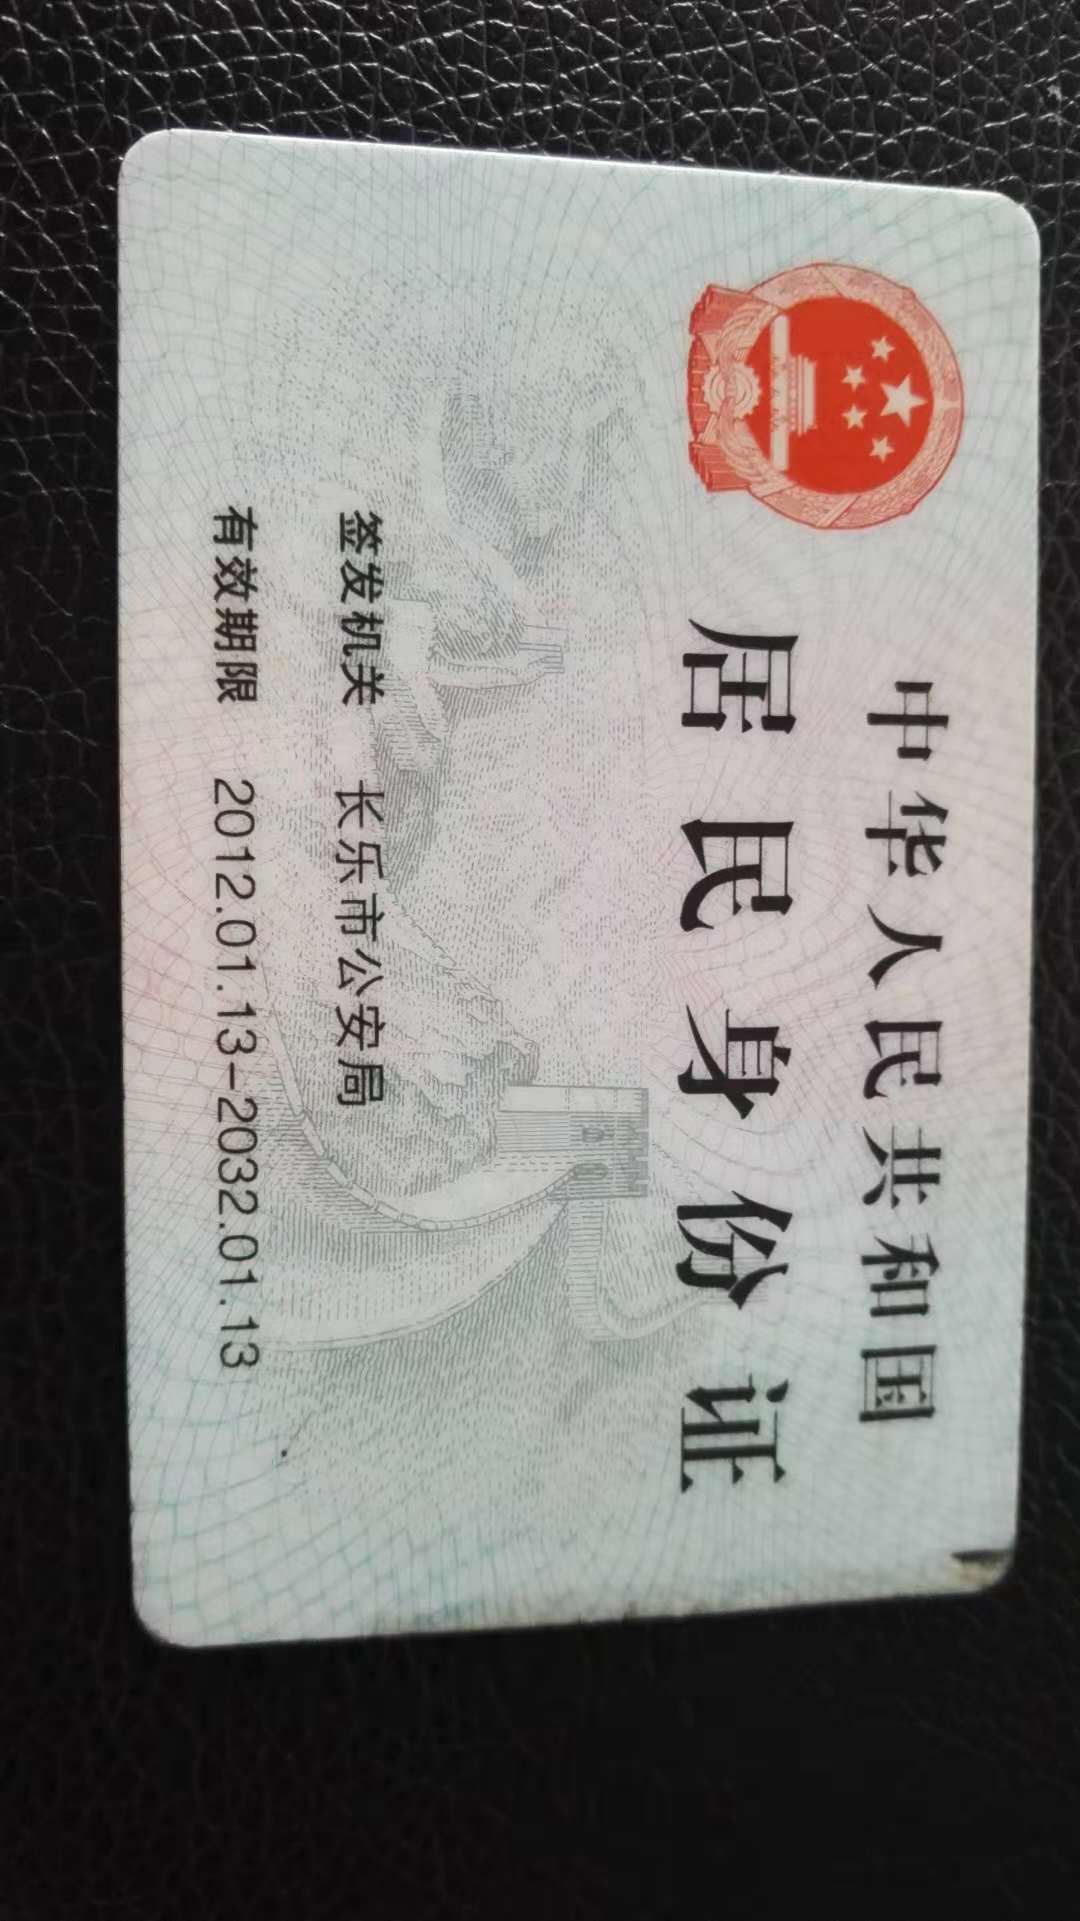 中华人民共和国
居民身份证
签发机关 长乐市公安局
有效期限 2012.01.13-2032.01.13